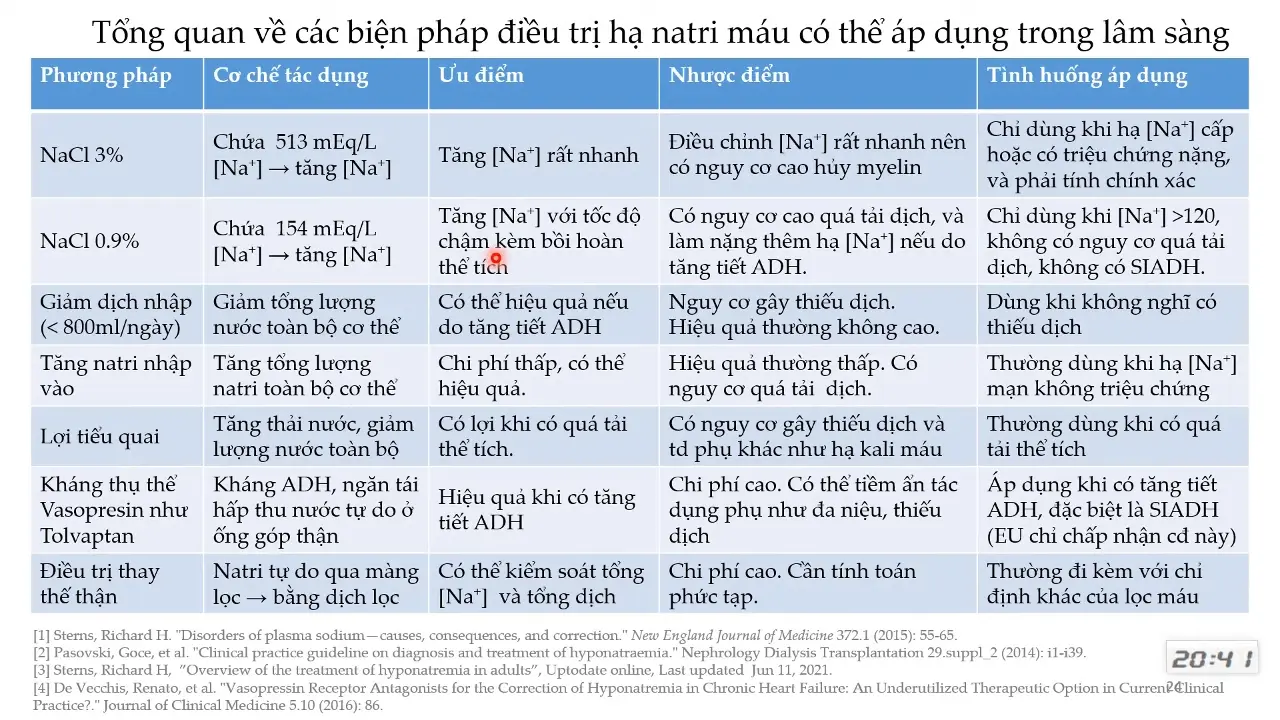 Tổng quan về các biện pháp điều trị hạ natri máu có thể áp dụng trong lâm sàng
Phương pháp
Cơ chế tác dụng
Ưu điểm
Nhược điểm
Tình huống áp dụng
NaCl 3%
Chứa 513 mEq/L
[Na⁺] → tăng [Na⁺]
Tăng [Na⁺] rất nhanh
Điều chỉnh [Na⁺] rất nhanh nên
có nguy cơ cao hủy myelin
Chỉ dùng khi hạ [Na⁺] cấp
hoặc có triệu chứng nặng,
và phải tính chính xác
NaCl 0.9%
Chứa 154 mEq/L
[Na⁺] → tăng [Na⁺]
Tăng [Na⁺] với tốc độ
chậm kèm bồi hoàn
thể tích
Có nguy cơ cao quá tải dịch, và
làm nặng thêm hạ [Na⁺] nếu do
tăng tiết ADH.
Chỉ dùng khi [Na⁺] >120,
không có nguy cơ quá tải
dịch, không có SIADH.
Giảm dịch nhập
(< 800ml/ngày)
Giảm tổng lượng
nước toàn bộ cơ thể
Có thể hiệu quả nếu
do tăng tiết ADH
Nguy cơ gây thiếu dịch.
Hiệu quả thường không cao.
Dùng khi không nghĩ có
thiếu dịch
Tăng natri nhập
vào
Tăng tổng lượng
natri toàn bộ cơ thể
Chi phí thấp, có thể
hiệu quả.
Hiệu quả thường thấp. Có
nguy cơ quá tải dịch.
Thường dùng khi hạ [Na⁺]
mạn không triệu chứng
Lợi tiểu quai
Tăng thải nước, giảm
lượng nước toàn bộ
Có lợi khi có quá tải
thể tích.
Có nguy cơ gây thiếu dịch và
td phụ khác như hạ kali máu
Thường dùng khi có quá
tải thể tích
Kháng thụ thể
Vasopresin như
Tolvaptan
Kháng ADH, ngăn tái
hấp thu nước tự do ở
ống góp thận
Hiệu quả khi có tăng
tiết ADH
Chi phí cao. Có thể tiềm ẩn tác
dụng phụ như đa niệu, thiếu
dịch
Áp dụng khi có tăng tiết
ADH, đặc biệt là SIADH
(EU chỉ chấp nhận cđ này)
Điều trị thay
thế thận
Natri tự do qua màng
lọc → bằng dịch lọc
Có thể kiểm soát tổng
[Na⁺] và tổng dịch
Chi phí cao. Cần tính toán
phức tạp.
Thường đi kèm với chỉ
định khác của lọc máu
[1] Sterns, Richard H. "Disorders of plasma sodium—causes, consequences, and correction." New England Journal of Medicine 372.1 (2015): 55-65.
[2] Pasovski, Goce, et al. "Clinical practice guideline on diagnosis and treatment of hyponatraemia." Nephrology Dialysis Transplantation 29.suppl_2 (2014): i1-i39.
[3] Sterns, Richard H, "Overview of the treatment of hyponatremia in adults", Uptodate online, Last updated Jun 11, 2021.
[4] De Vecchis, Renato, et al. "Vasopressin Receptor Antagonists for the Correction of Hyponatremia in Chronic Heart Failure: An Underutilized Therapeutic Option in Current Clinical
Practice?." Journal of Clinical Medicine 5.10 (2016): 86.
20:41
24